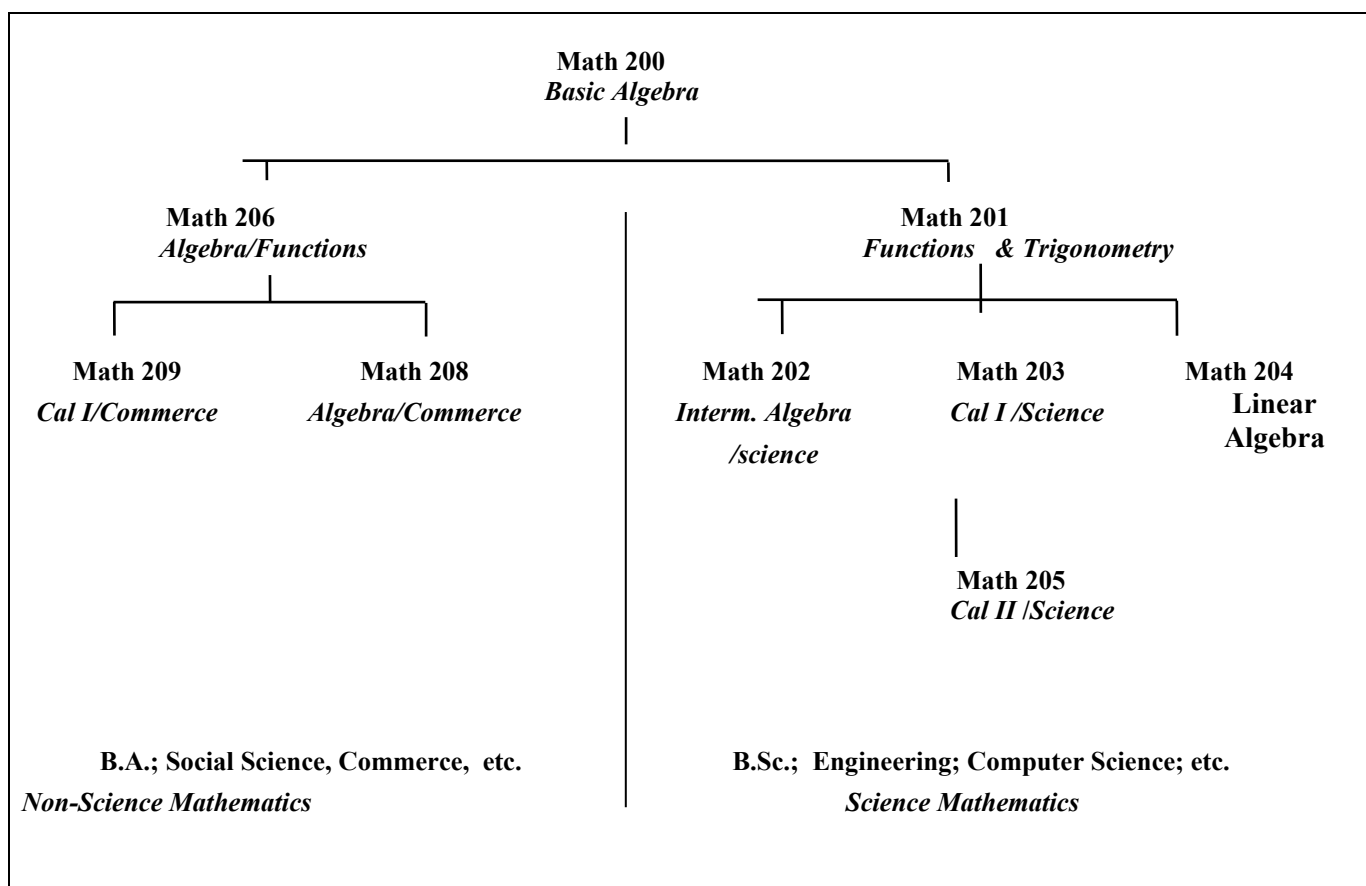 Math 200
Basic Algebra
Math 206
Algebra/Functions
Math 201
Functions & Trigonometry
Math 209
Cal I/Commerce
Math 208
Algebra/Commerce
Math 202
Interm. Algebra
/science
Math 203
Cal I /Science
Math 204
Linear
Algebra
Math 205
Cal II /Science
B.A.; Social Science, Commerce, etc.
Non-Science Mathematics
B.Sc.; Engineering; Computer Science; etc.
Science Mathematics